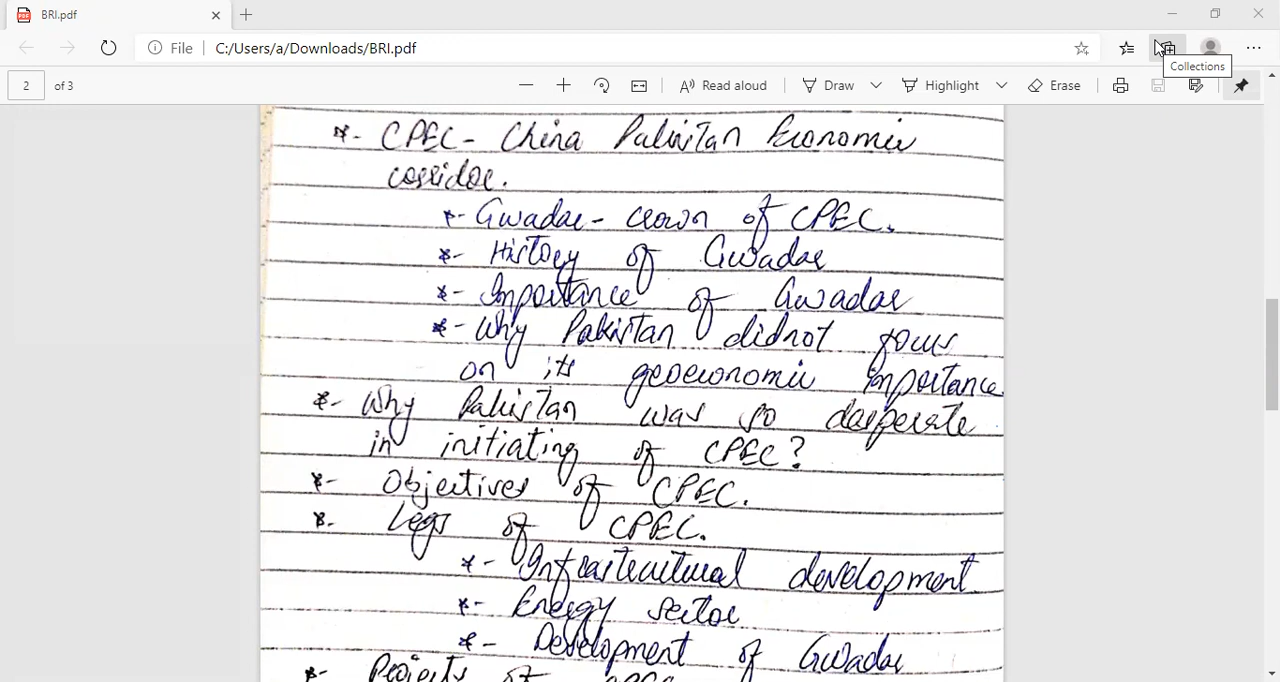 BRI.pdf
File C:/Users/a/Downloads/BRI.pdf
Collections
2 of 3 Read aloud Draw Highlight Erase
*- CPEC- China Pakistan Economic
corridor.
*- Gwadar- crown of CPEC.
*- History of Gwadar
*- Importance of Gwadar
*- Why Pakistan didnot focus
on its geoeconomic importance
*- Why Pakistan was so desperate
in initiating of CPEC?
*- Objectives of CPEC.
*- Legs of CPEC.
*- Infrastructural development
*- Energy sector
*- Development of Gwadar
*- Projects of CPEC